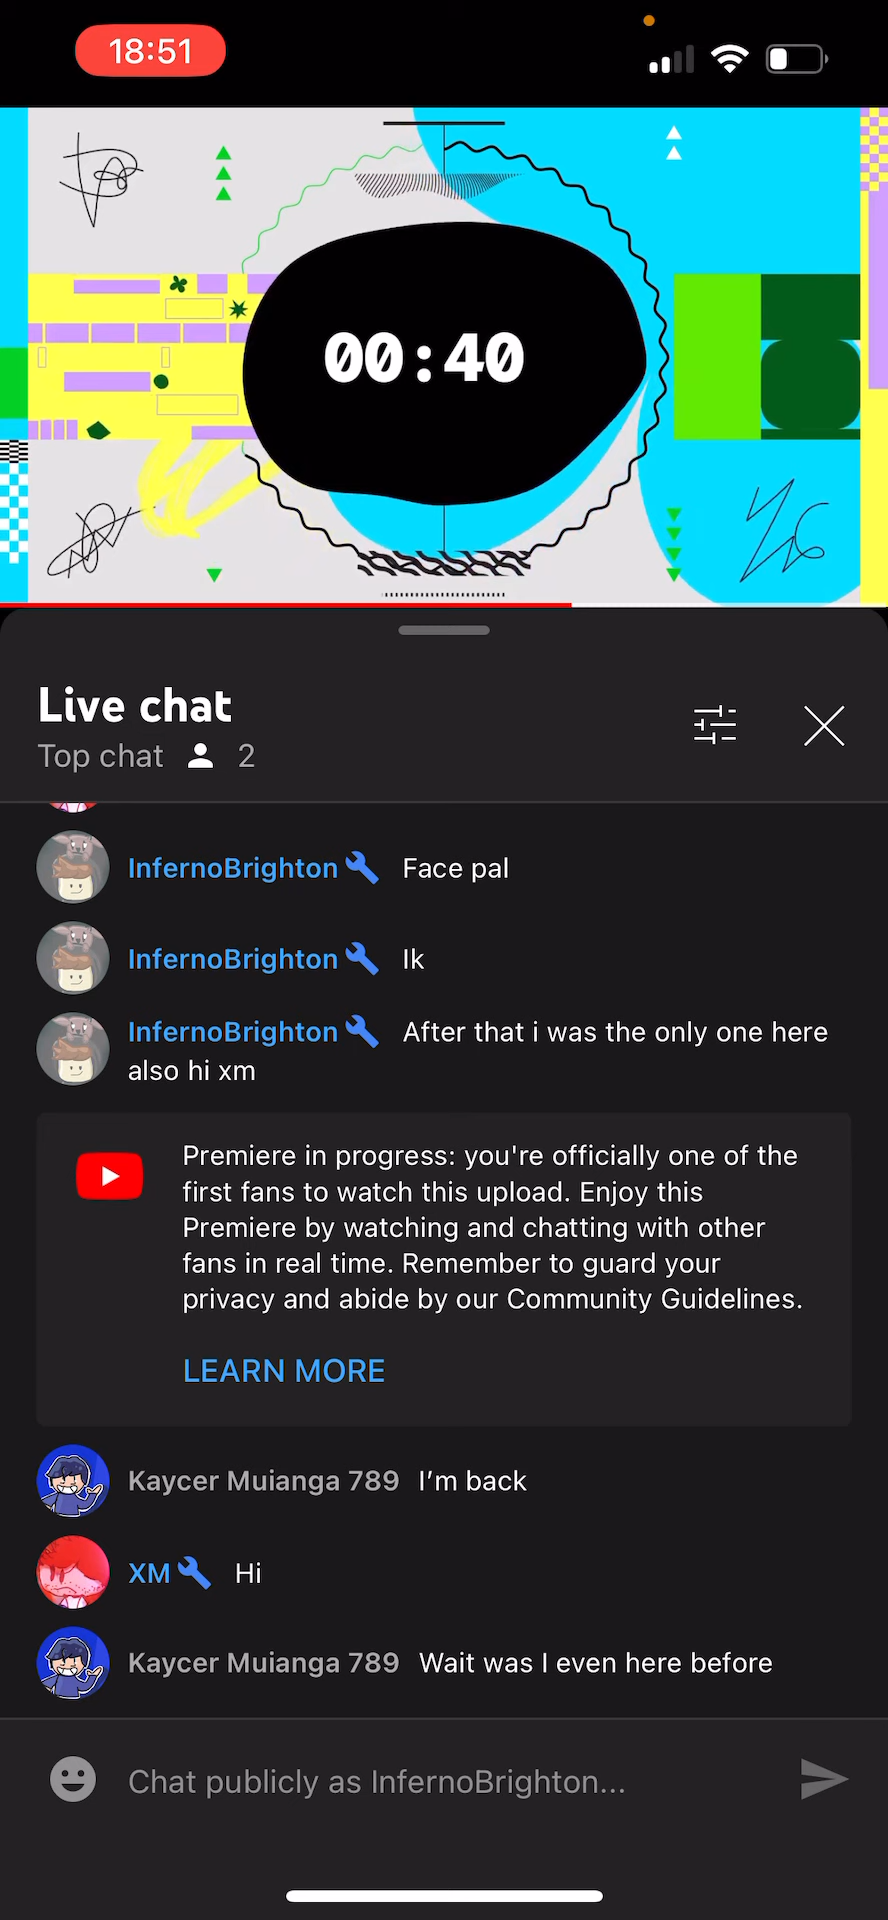 18:51
00:40
Live chat
Top chat 2
InfernoBrighton Face pal
InfernoBrighton Ik
InfernoBrighton After that i was the only one here
also hi xm
Premiere in progress: you're officially one of the
first fans to watch this upload. Enjoy this
Premiere by watching and chatting with other
fans in real time. Remember to guard your
privacy and abide by our Community Guidelines.
LEARN MORE
Kaycer Muianga 789 I’m back
XM Hi
Kaycer Muianga 789 Wait was I even here before
Chat publicly as InfernoBrighton...